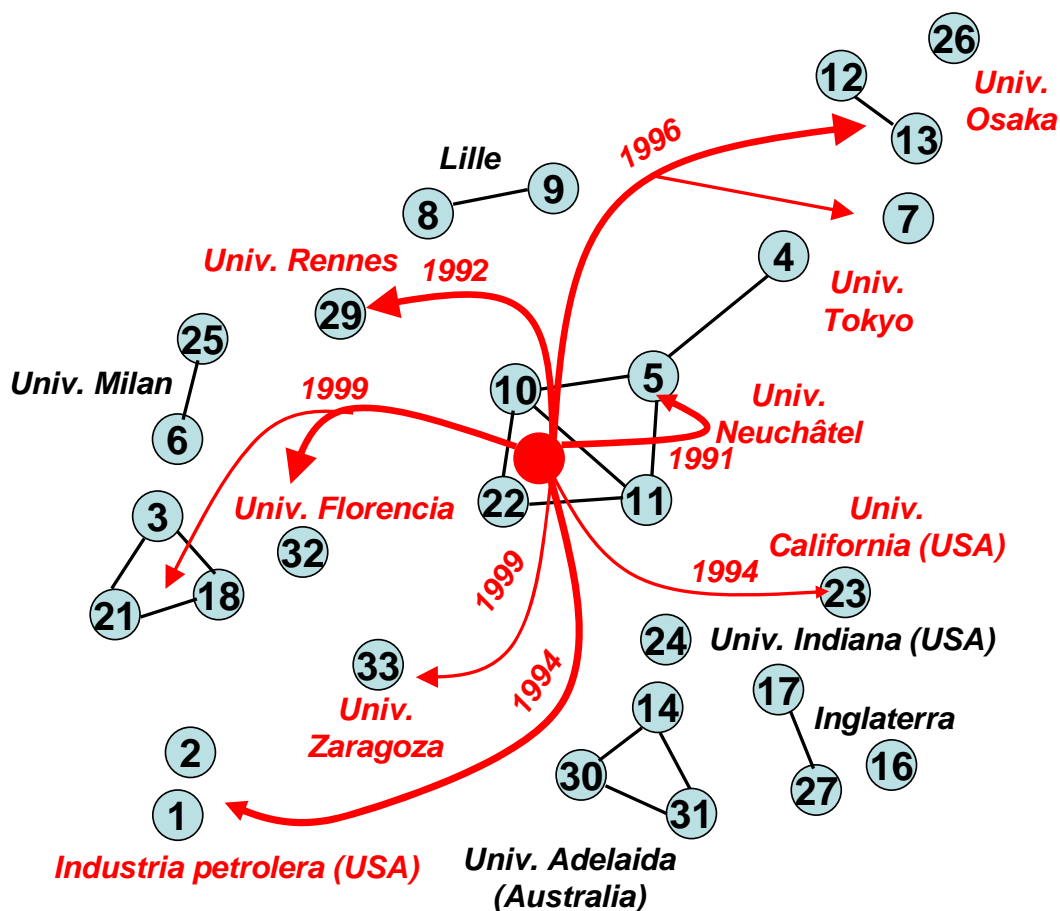 26
12
Univ.
Osaka
13
1996
Lille
9
8
7
Univ. Rennes
4
1992
Univ.
Tokyo
29
25
Univ. Milan
1999
10
5
Univ.
Neuchâtel
6
1991
22
11
3
Univ. Florencia
32
Univ.
California (USA)
1999
1994
23
21
18
24
Univ. Indiana (USA)
33
1994
17
14
Univ.
Zaragoza
Inglaterra
2
30
16
27
1
31
Industria petrolera (USA)
Univ. Adelaida
(Australia)